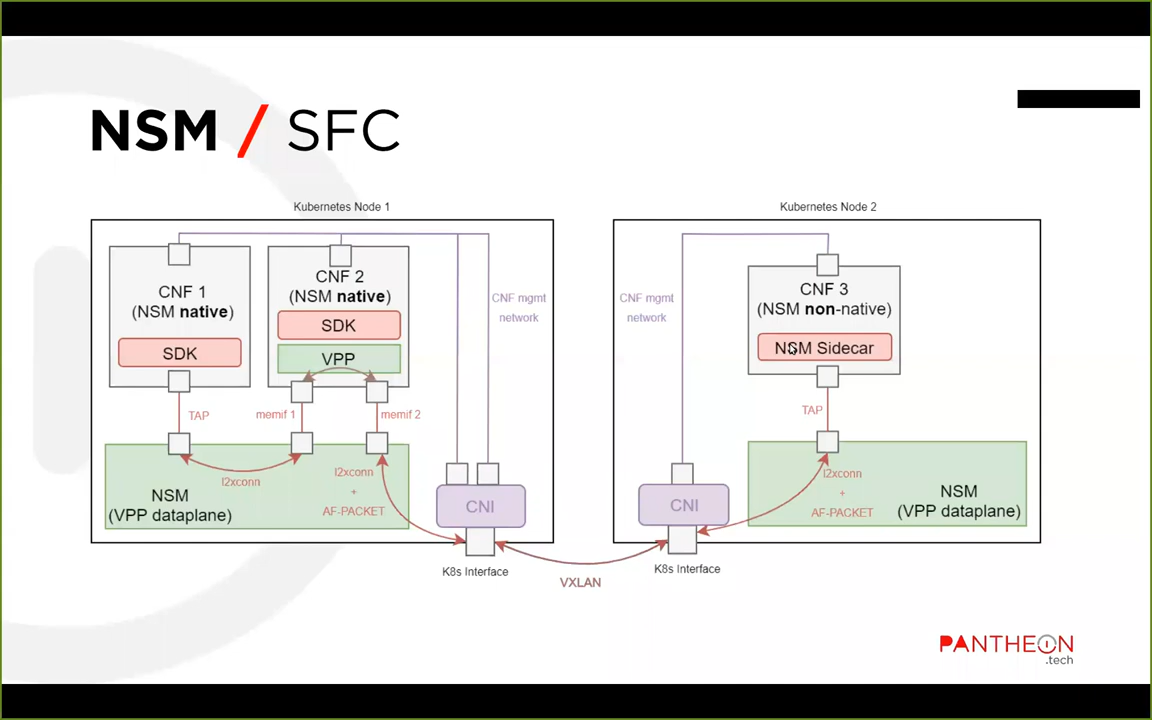 NSM / SFC
Kubernetes Node 1
CNF 1
(NSM native)
SDK
CNF 2
(NSM native)
SDK
VPP
CNF mgmt
network
TAP
memif 1
memif 2
l2xconn
l2xconn
+
AF-PACKET
NSM
(VPP dataplane)
CNI
K8s Interface
VXLAN
Kubernetes Node 2
CNF mgmt
network
CNF 3
(NSM non-native)
NSM Sidecar
TAP
l2xconn
+
AF-PACKET
NSM
(VPP dataplane)
CNI
K8s Interface
PANTHEON
.tech